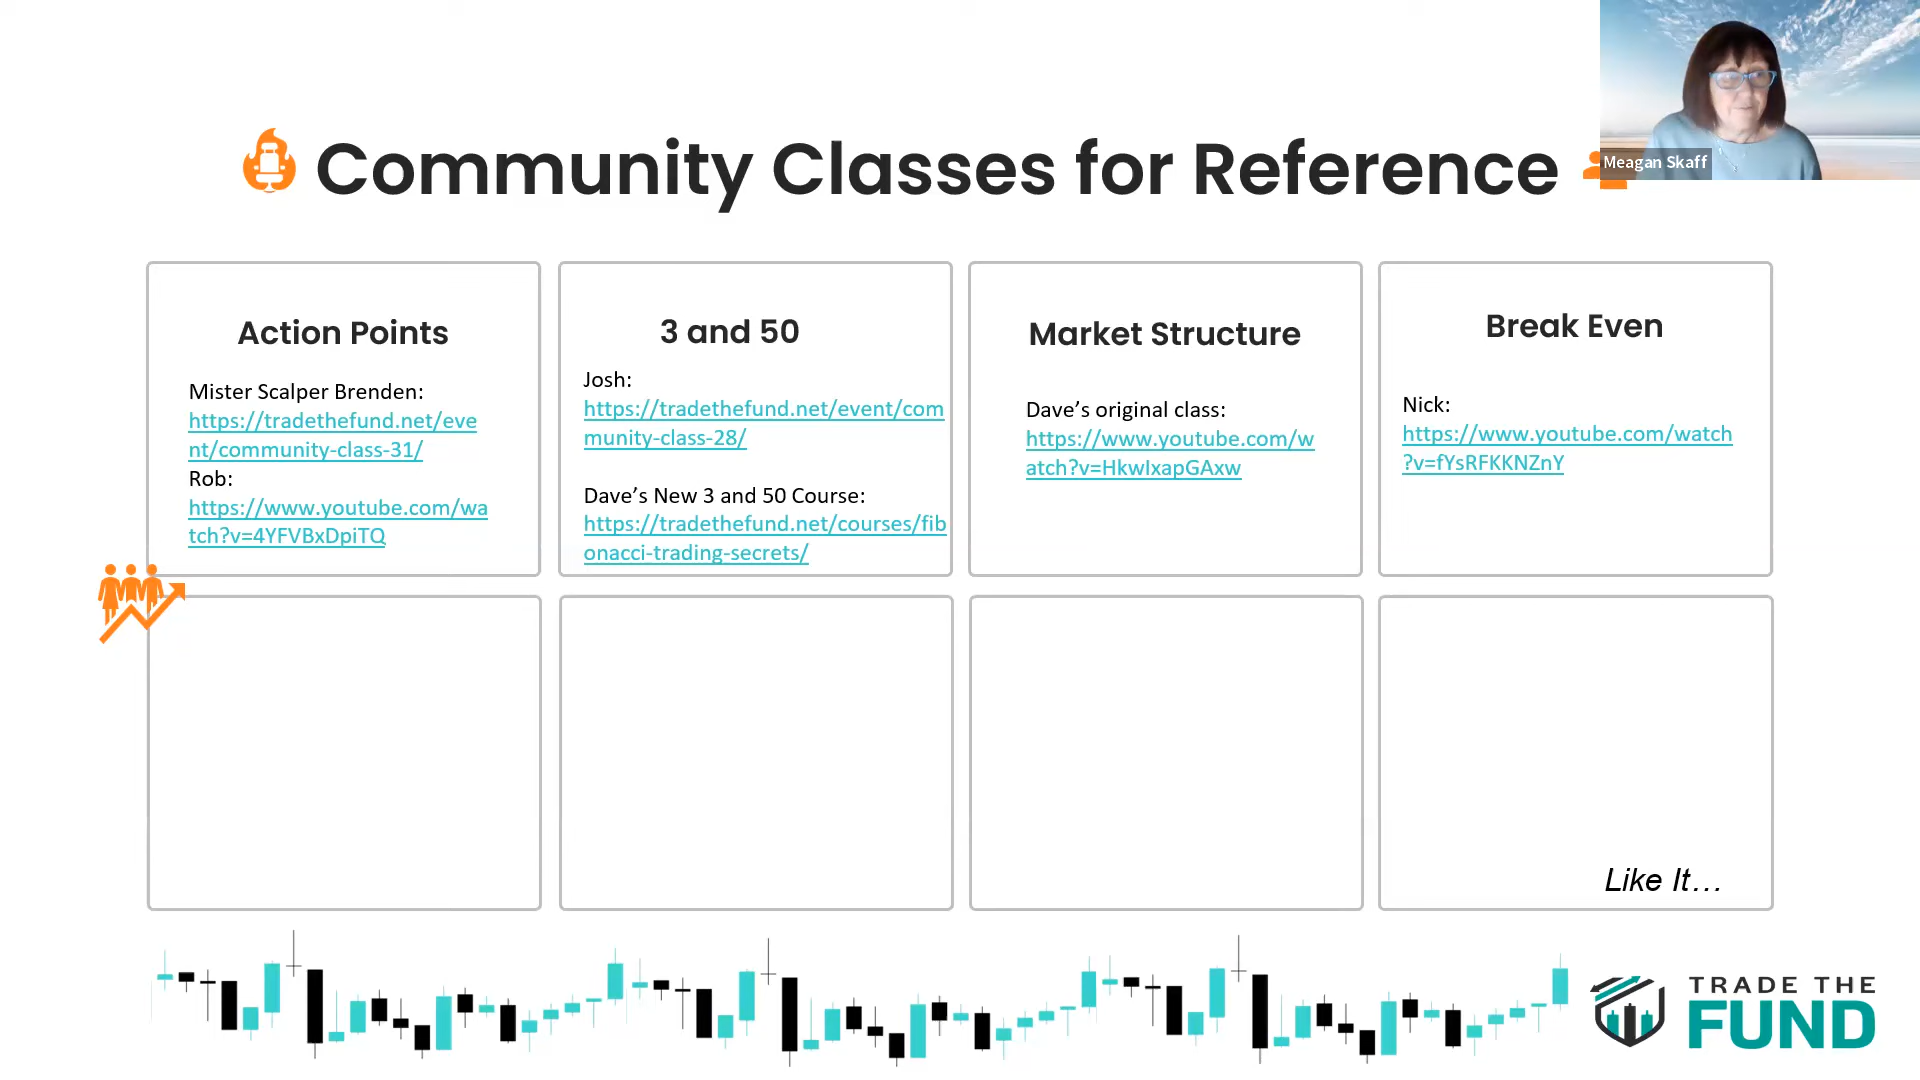 Community Classes for Reference
Meagan Skaff
Action Points
Mister Scalper Brenden:
https://tradethefund.net/eve
nt/community-class-31/
Rob:
https://www.youtube.com/wa
tch?v=4YFVBxDpiTQ
3 and 50
Josh:
https://tradethefund.net/event/com
munity-class-28/
Dave’s New 3 and 50 Course:
https://tradethefund.net/courses/fib
onacci-trading-secrets/
Market Structure
Dave’s original class:
https://www.youtube.com/w
atch?v=HkwIxapGAxw
Break Even
Nick:
https://www.youtube.com/watch
?v=fYsRFKKNZnY
Like It…
TRADE THE
FUND